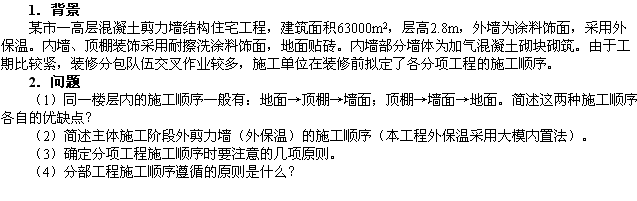 1．背景
某市一高层混凝土剪力墙结构住宅工程，建筑面积63000m²，层高2.8m，外墙为涂料饰面，采用外
保温。内墙、顶棚装饰采用耐擦洗涂料饰面，地面贴砖。内墙部分墙体为加气混凝土砌块砌筑。由于工
期比较紧，装修分包队伍交叉作业较多，施工单位在装修前拟定了各分项工程的施工顺序。
2．问题
（1）同一楼层内的施工顺序一般有：地面→顶棚→墙面；顶棚→墙面→地面。简述这两种施工顺序
各自的优缺点？
（2）简述主体施工阶段外剪力墙（外保温）的施工顺序（本工程外保温采用大模内置法）。
（3）确定分项工程施工顺序时要注意的几项原则。
（4）分部工程施工顺序遵循的原则是什么？